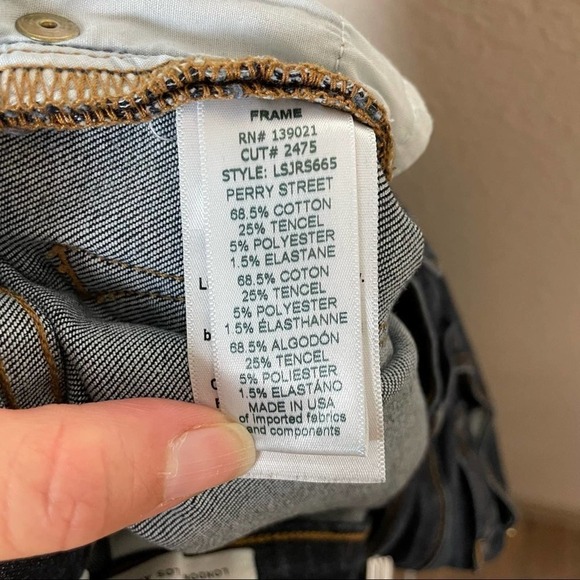 FRAME
RN# 139021
CUT# 2475
STYLE: LSJRS665
PERRY STREET
68.5% COTTON
25% TENCEL
5% POLYESTER
1.5% ELASTANE
68.5% COTON
25% TENCEL
5% POLYESTER
1.5% ÉLASTHANNE
68.5% ALGODÓN
25% TENCEL
5% POLIESTER
1.5% ELASTÁNO
MADE IN USA
of imported fabrics
and components